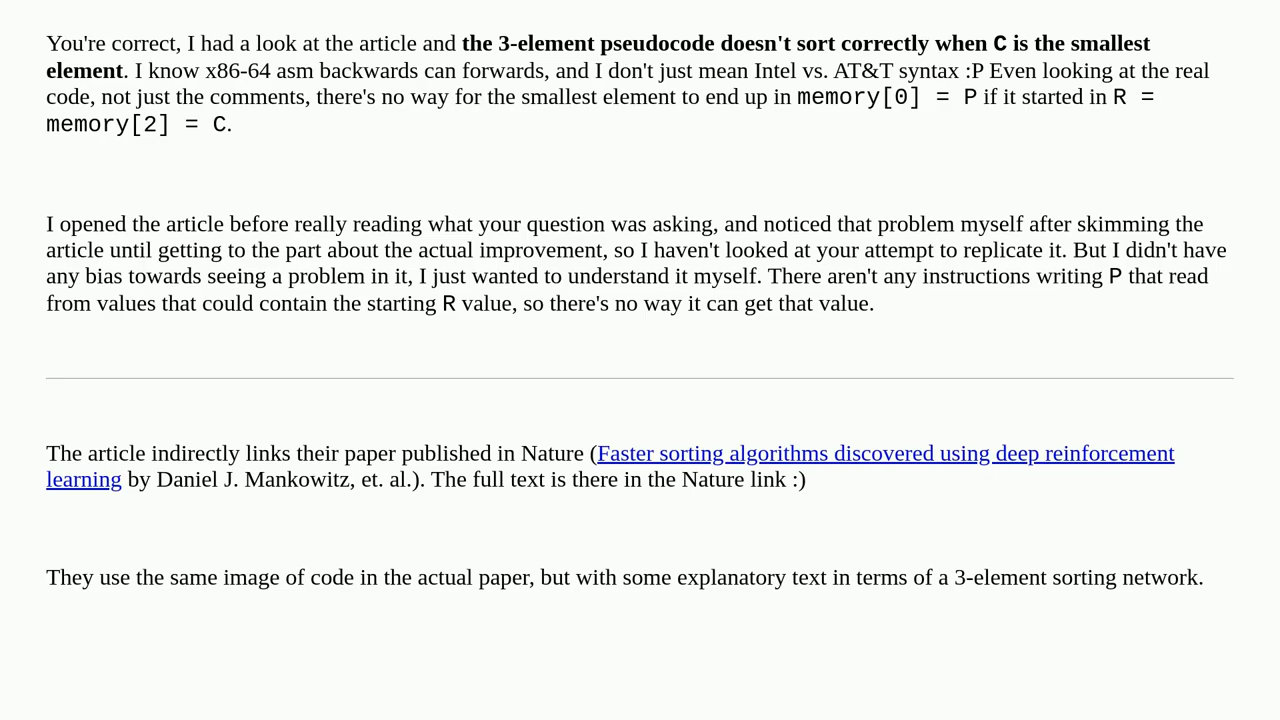 You're correct, I had a look at the article and the 3-element pseudocode doesn't sort correctly when C is the smallest
element. I know x86-64 asm backwards can forwards, and I don't just mean Intel vs. AT&T syntax :P Even looking at the real
code, not just the comments, there's no way for the smallest element to end up in memory[0] = P if it started in R =
memory[2] = C.
I opened the article before really reading what your question was asking, and noticed that problem myself after skimming the
article until getting to the part about the actual improvement, so I haven't looked at your attempt to replicate it. But I didn't have
any bias towards seeing a problem in it, I just wanted to understand it myself. There aren't any instructions writing P that read
from values that could contain the starting R value, so there's no way it can get that value.
The article indirectly links their paper published in Nature (Faster sorting algorithms discovered using deep reinforcement
learning by Daniel J. Mankowitz, et. al.). The full text is there in the Nature link :)
They use the same image of code in the actual paper, but with some explanatory text in terms of a 3-element sorting network.